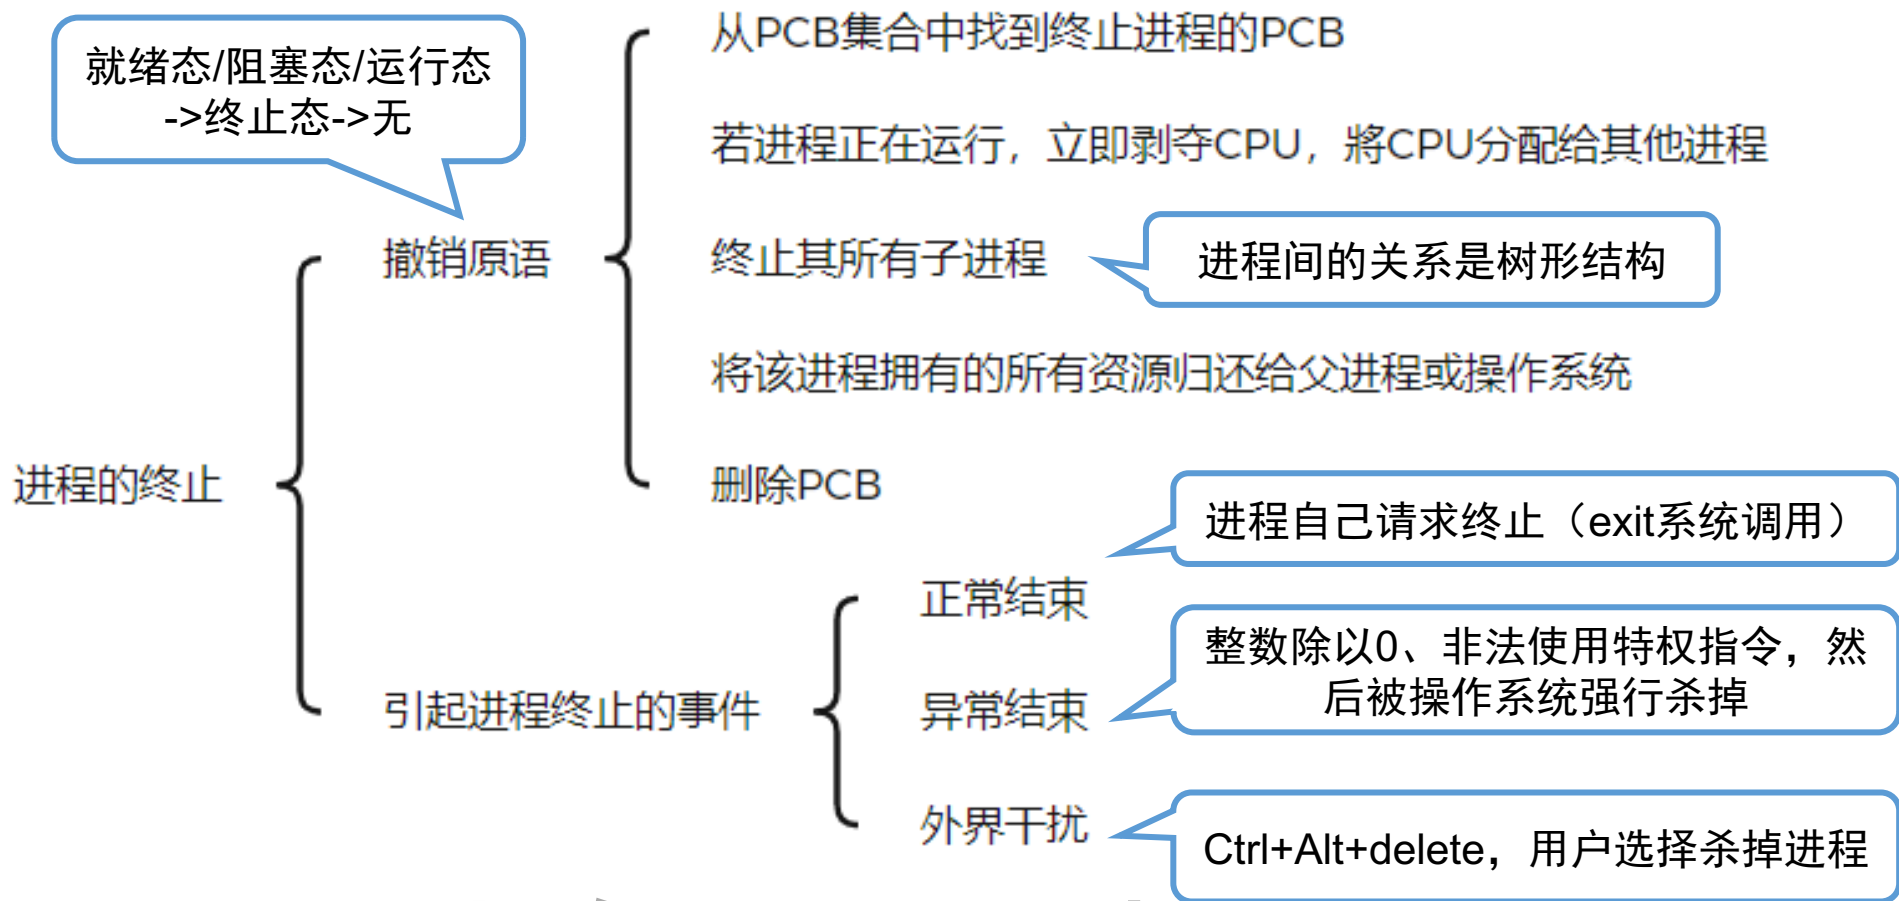 就绪态/阻塞态/运行态
->终止态->无
从PCB集合中找到终止进程的PCB
若进程正在运行，立即剥夺CPU，将CPU分配给其他进程
撤销原语
终止其所有子进程
进程间的关系是树形结构
将该进程拥有的所有资源归还给父进程或操作系统
进程的终止
删除PCB
进程自己请求终止（exit系统调用）
正常结束
整数除以0、非法使用特权指令，然
后被操作系统强行杀掉
引起进程终止的事件
异常结束
外界干扰
Ctrl+Alt+delete，用户选择杀掉进程